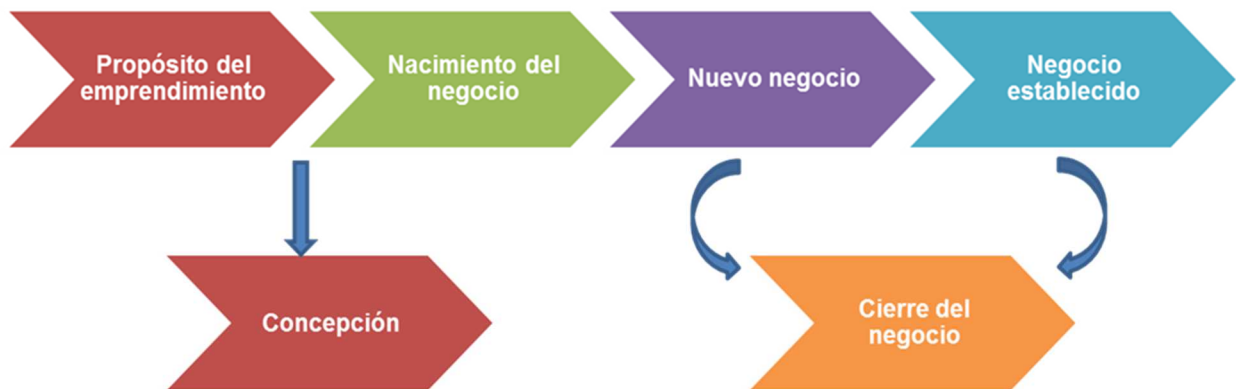 Propósito del
emprendimiento
Nacimiento del
negocio
Nuevo negocio
Negocio
establecido
Concepción
Cierre del
negocio